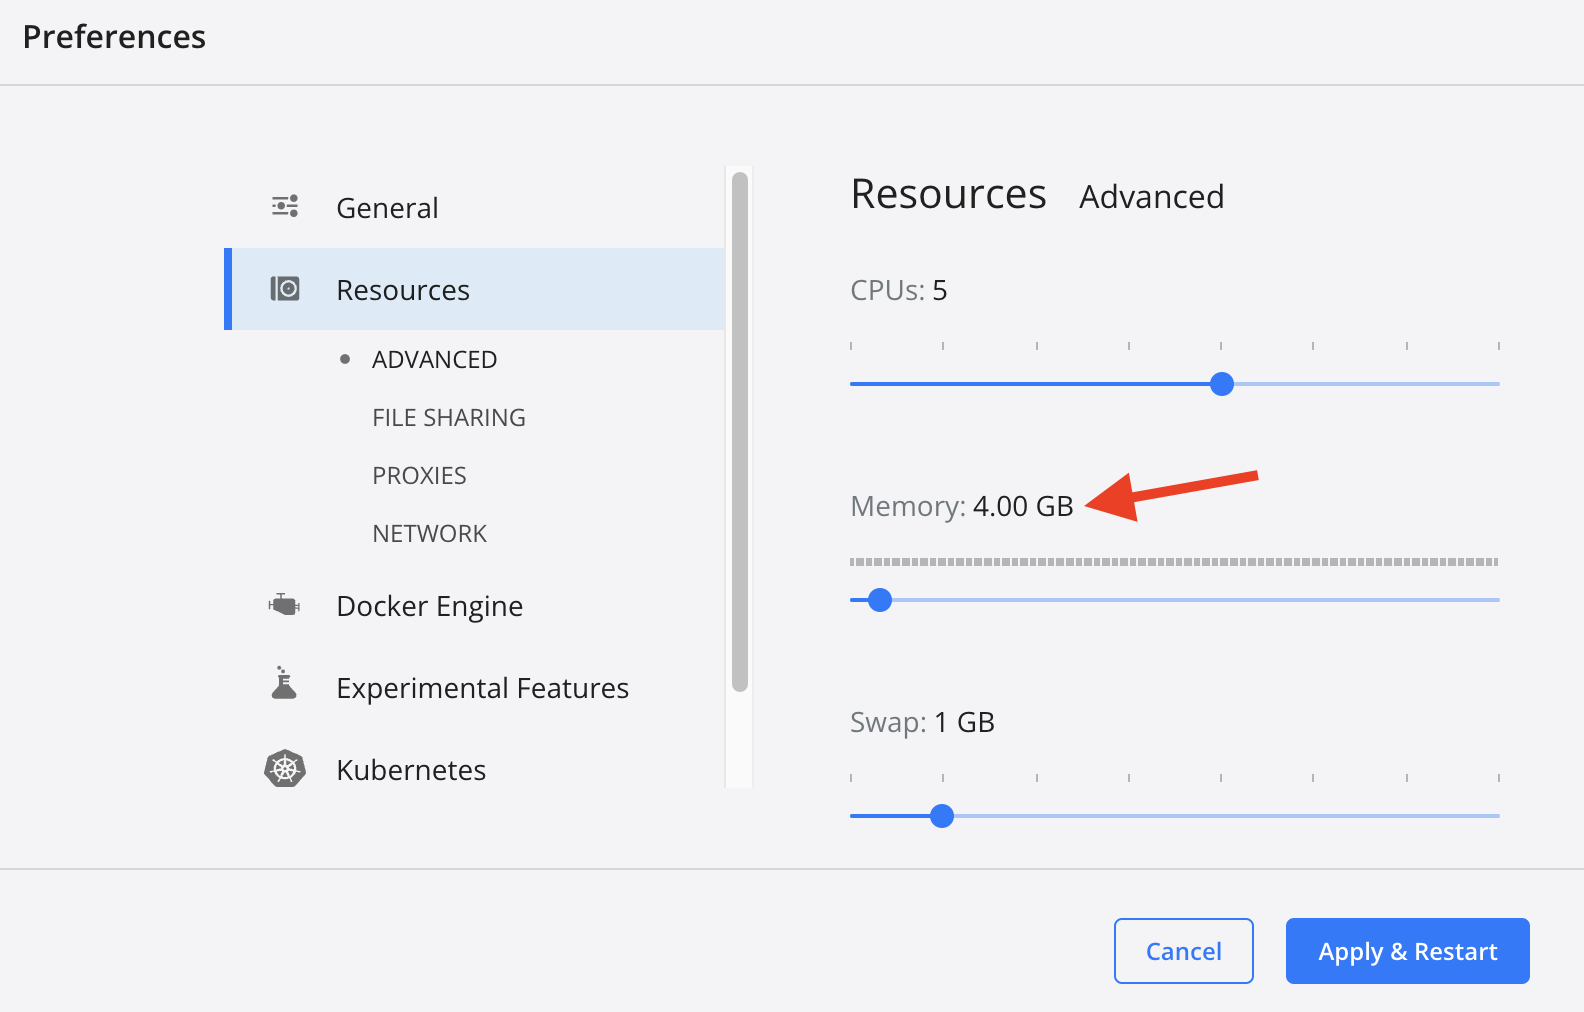 Preferences
General
Resources
ADVANCED
FILE SHARING
PROXIES
NETWORK
Docker Engine
Experimental Features
Kubernetes
Resources Advanced
CPUs: 5
Memory: 4.00 GB
Swap: 1 GB
Cancel
Apply & Restart